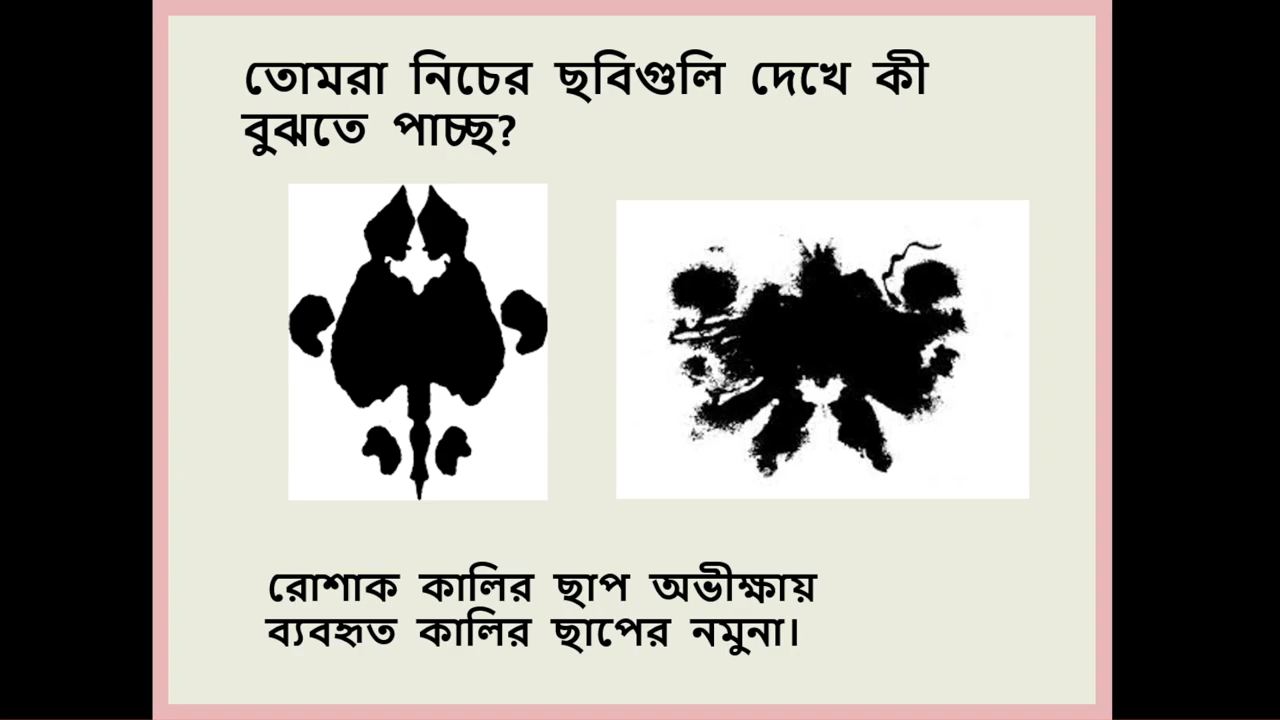 তোমরা নিচের ছবিগুলি দেখে কী
বুঝতে পাচ্ছ?
রোশাক কালির ছাপ অভীক্ষায়
ব্যবহৃত কালির ছাপের নমুনা।